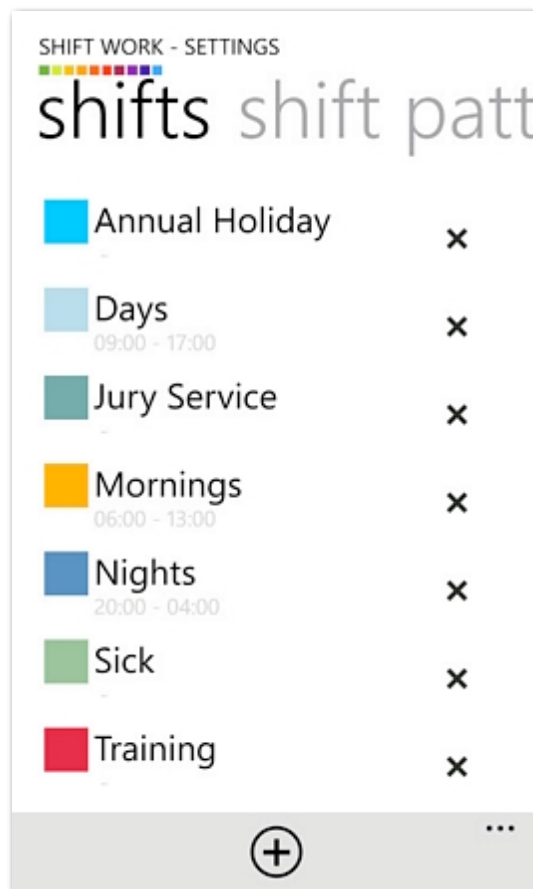 SHIFT WORK - SETTINGS
shifts shift patt
Annual Holiday
-
Days
09:00 - 17:00
Jury Service
-
Mornings
06:00 - 13:00
Nights
20:00 - 04:00
Sick
-
Training
-